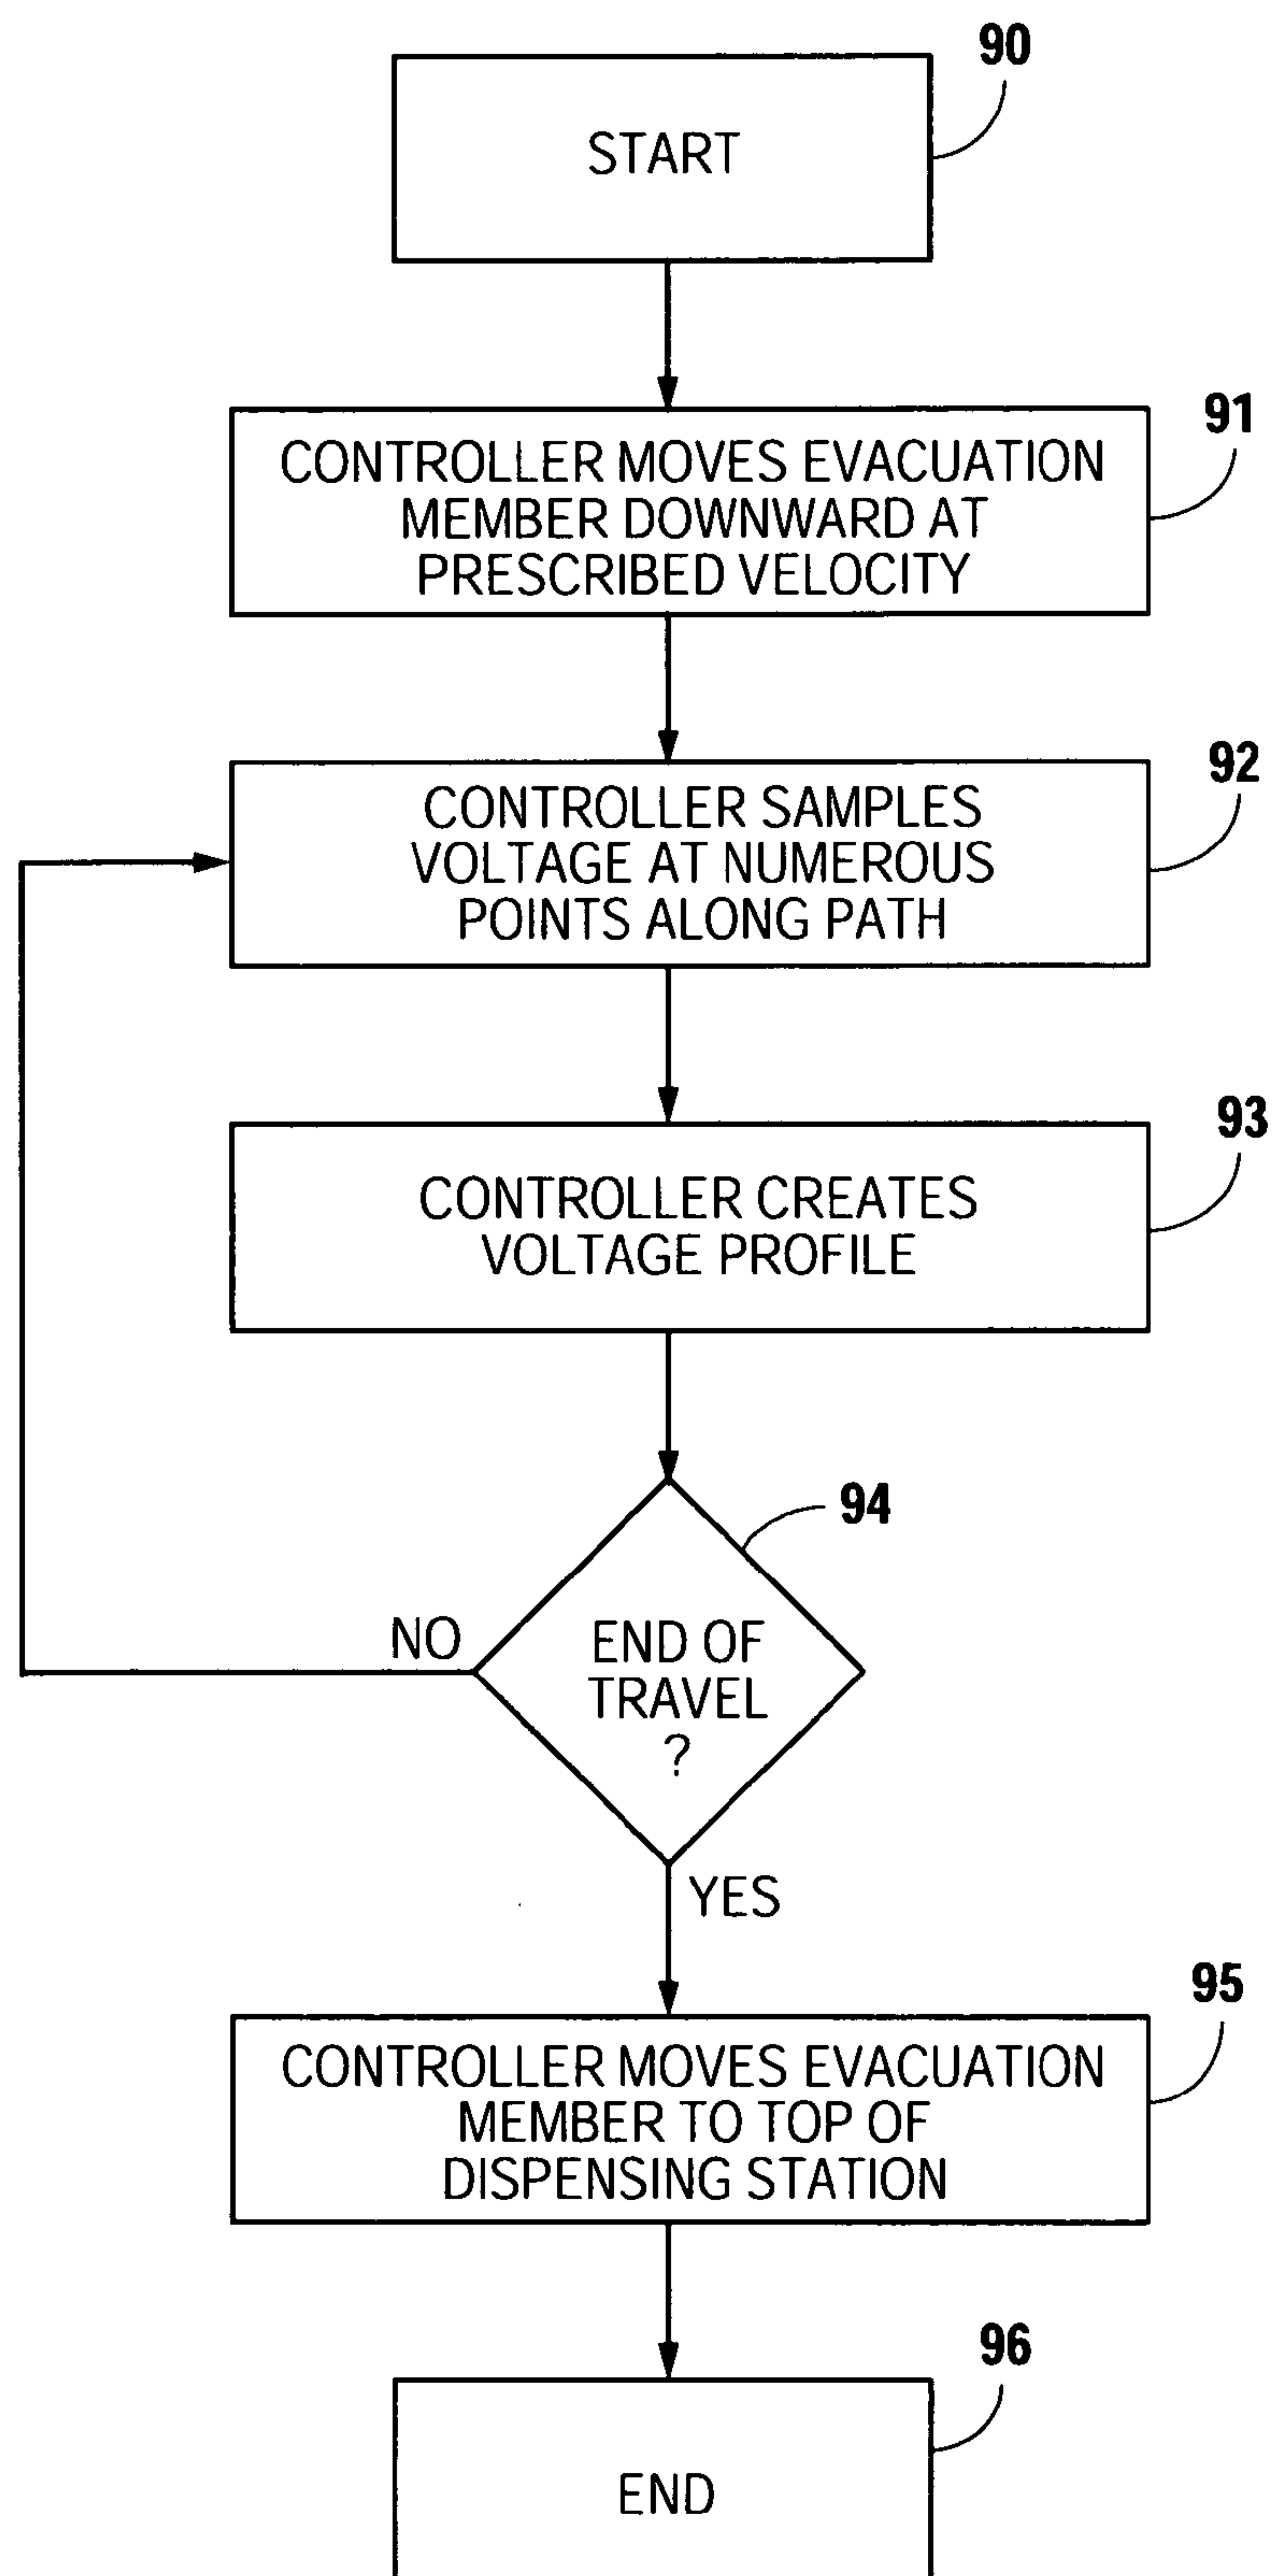 90
START
91
CONTROLLER MOVES EVACUATION
MEMBER DOWNWARD AT
PRESCRIBED VELOCITY
92
CONTROLLER SAMPLES
VOLTAGE AT NUMEROUS
POINTS ALONG PATH
93
CONTROLLER CREATES
VOLTAGE PROFILE
94
NO
END OF
TRAVEL
?
YES
95
CONTROLLER MOVES EVACUATION
MEMBER TO TOP OF
DISPENSING STATION
96
END